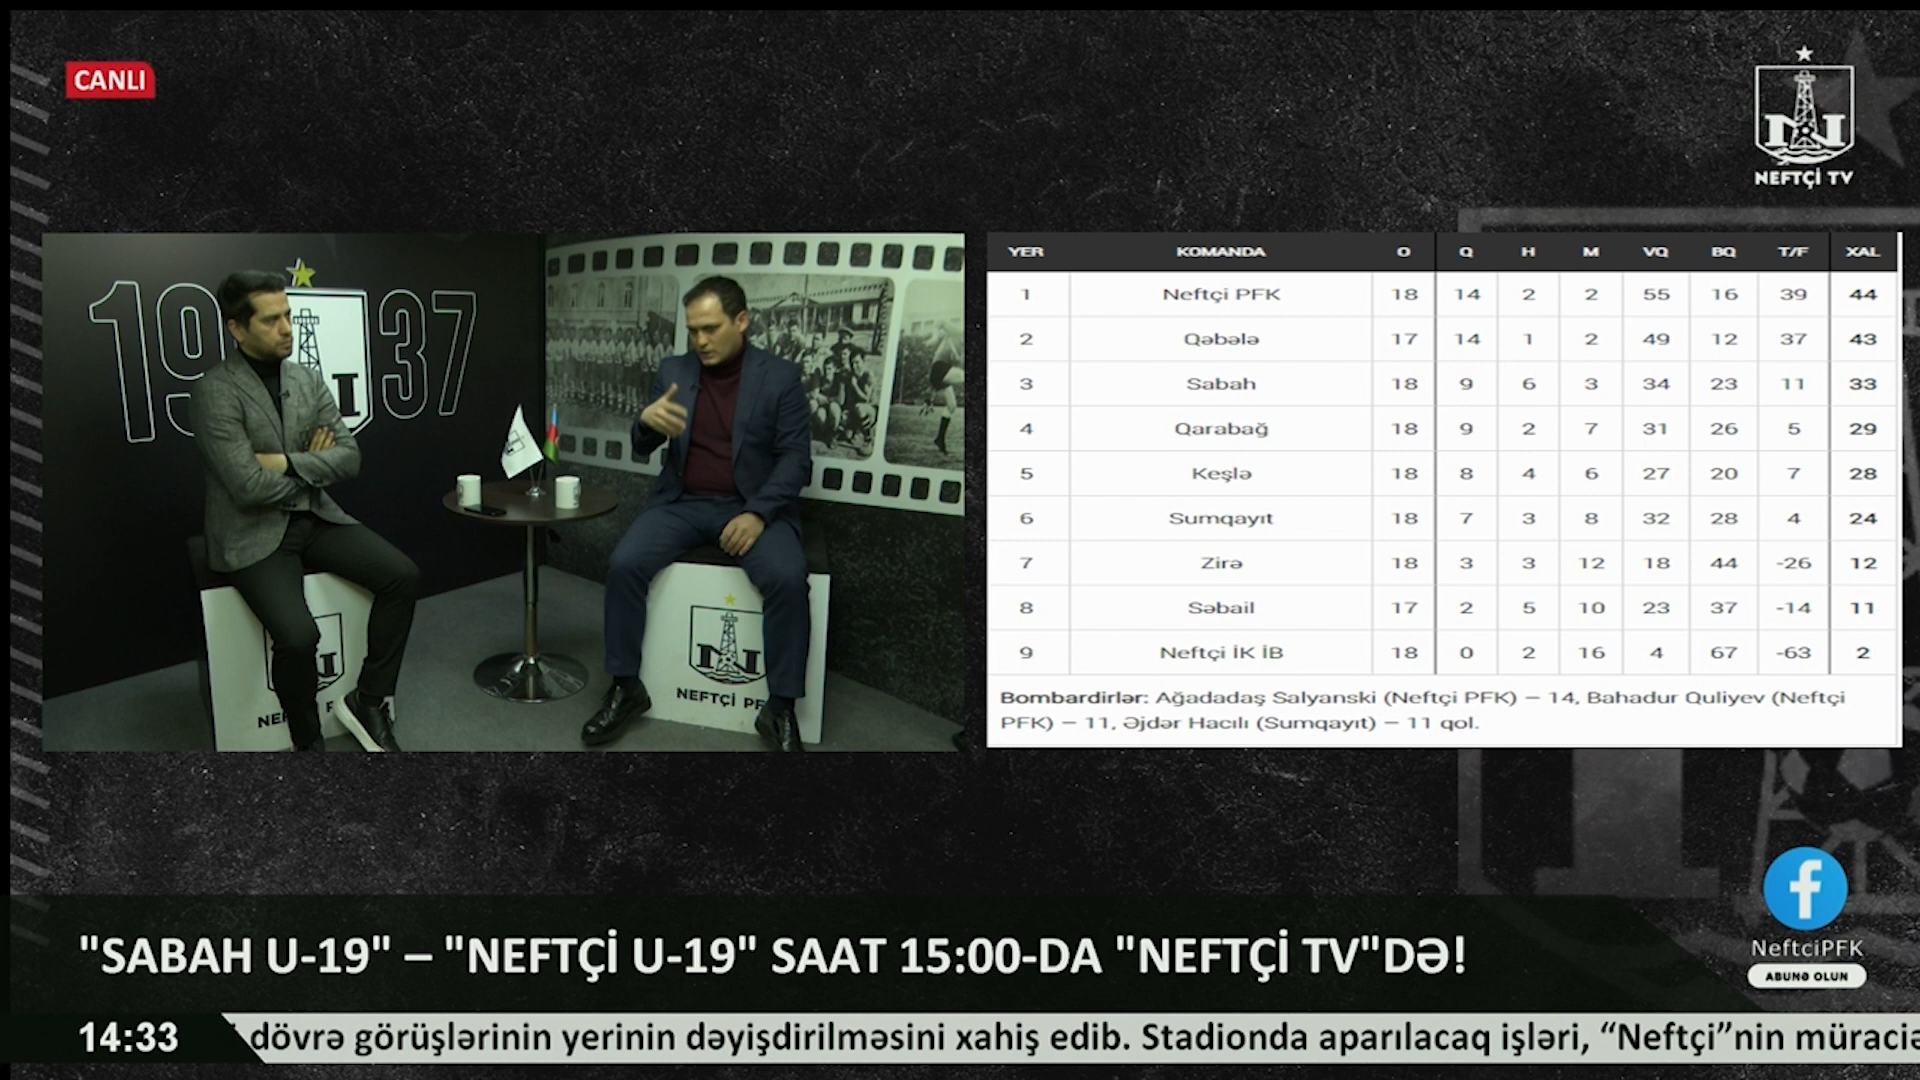 CANLI
NEFTÇİ TV
1937
NEFTÇİ PF
YER KOMANDA O Q H M VQ BQ T/F XAL
1 Neftçi PFK 18 14 2 2 55 16 39 44
2 Qəbələ 17 14 1 2 49 12 37 43
3 Sabah 18 9 6 3 34 23 11 33
4 Qarabağ 18 9 2 7 31 26 5 29
5 Keşlə 18 8 4 6 27 20 7 28
6 Sumqayıt 18 7 3 8 32 28 4 24
7 Zirə 18 3 3 12 18 44 -26 12
8 Səbail 17 2 5 10 23 37 -14 11
9 Neftçi İK İB 18 0 2 16 4 67 -63 2
Bombardirlər: Ağadadaş Salyanski (Neftçi PFK) – 14, Bahadur Quliyev (Neftçi
PFK) – 11, Əjdər Hacılı (Sumqayıt) – 11 qol.
"SABAH U-19" – "NEFTÇİ U-19" SAAT 15:00-DA "NEFTÇİ TV"DƏ!
NeftciPFK
ABUNƏ OLUN
14:33
dövrə görüşlərinin yerinin dəyişdirilməsini xahiş edib. Stadionda aparılacaq işləri, “Neftçi”nin müraciə